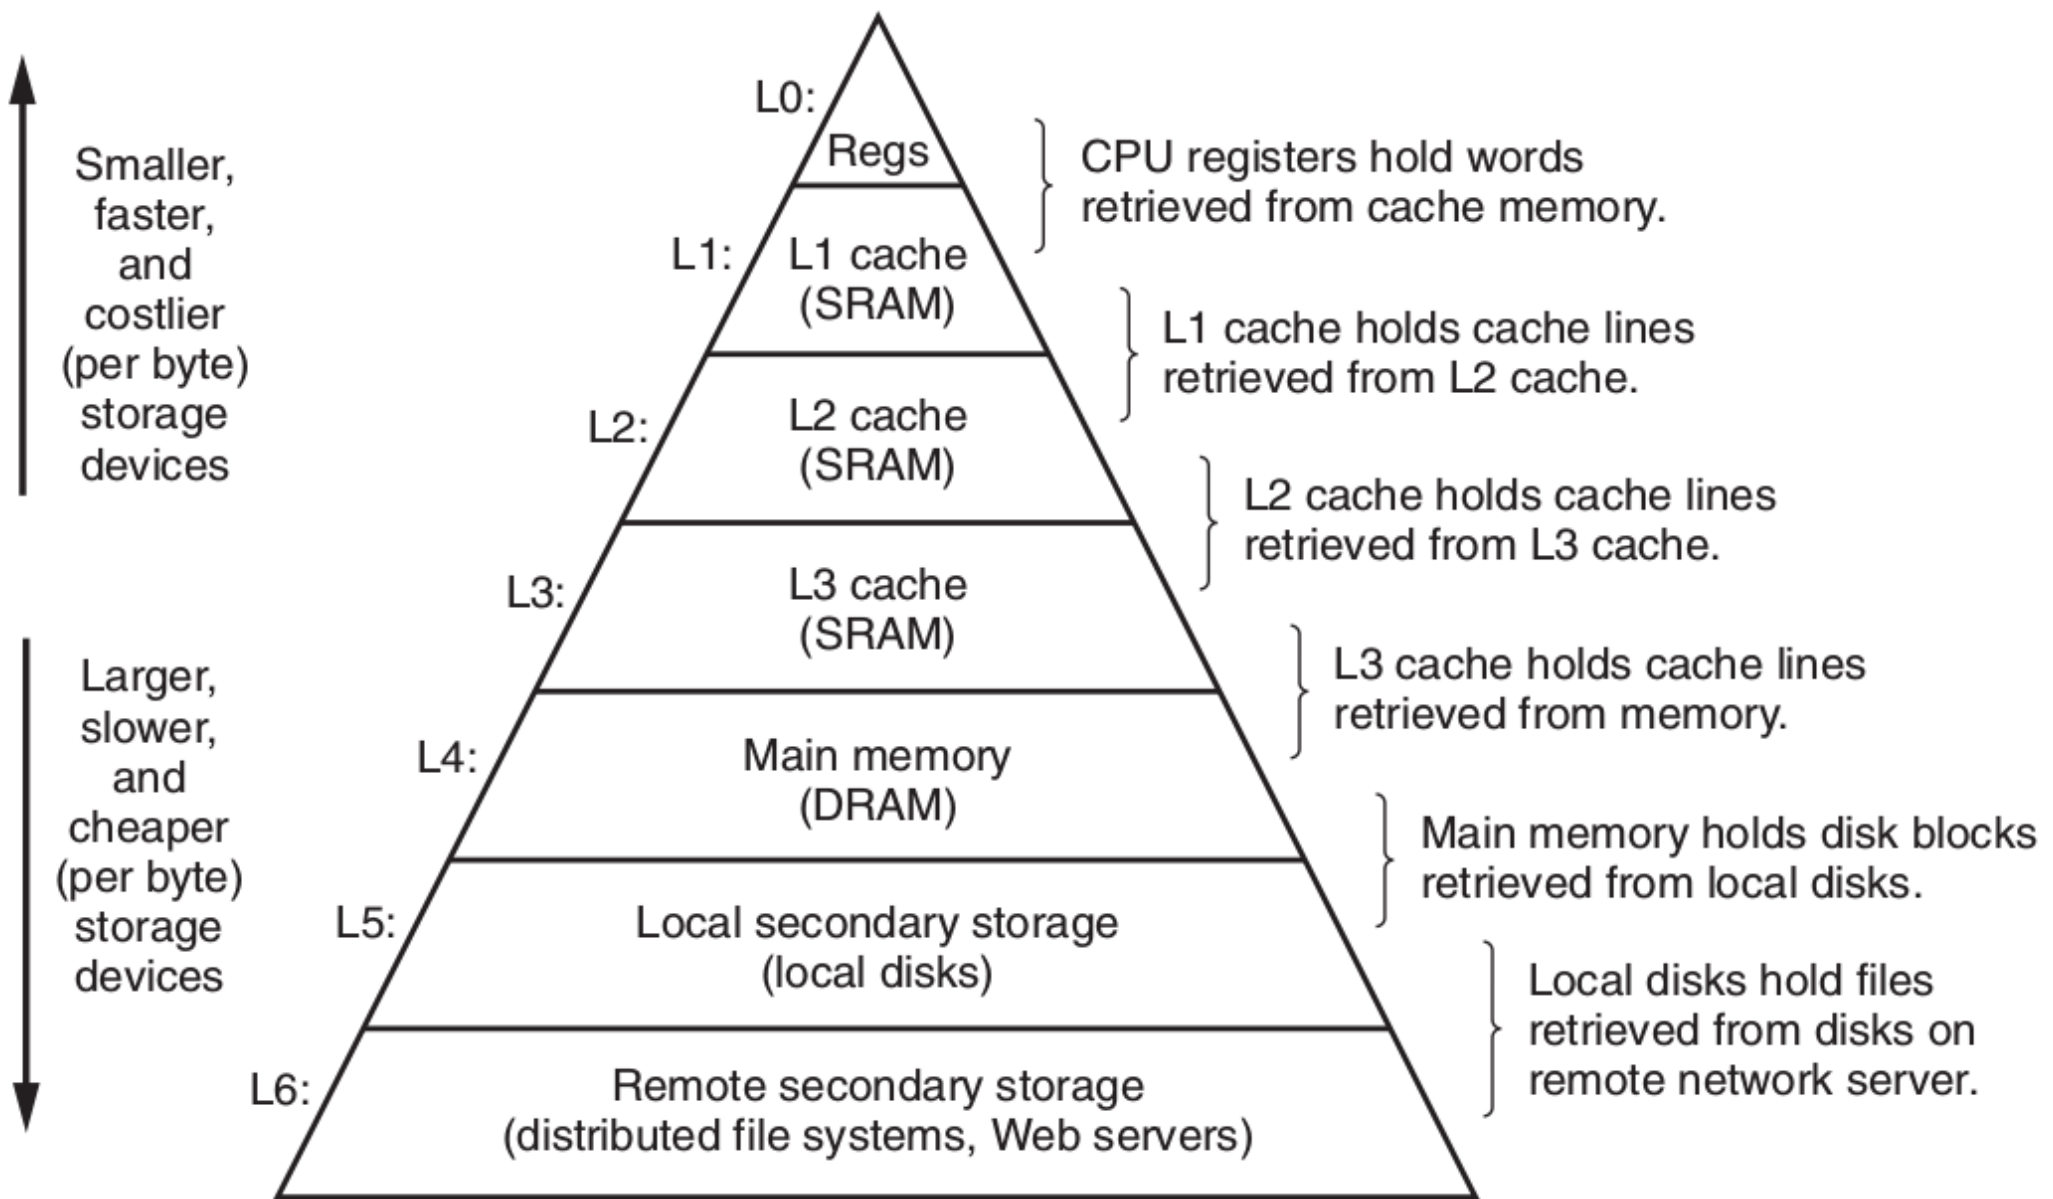 L0:
Regs
CPU registers hold words
retrieved from cache memory.
Smaller,
faster,
and
costlier
(per byte)
storage
devices
L1:
L1 cache
(SRAM)
L1 cache holds cache lines
retrieved from L2 cache.
L2:
L2 cache
(SRAM)
L2 cache holds cache lines
retrieved from L3 cache.
L3:
L3 cache
(SRAM)
L3 cache holds cache lines
retrieved from memory.
Larger,
slower,
and
cheaper
(per byte)
storage
devices
L4:
Main memory
(DRAM)
Main memory holds disk blocks
retrieved from local disks.
L5:
Local secondary storage
(local disks)
Local disks hold files
retrieved from disks on
remote network server.
L6:
Remote secondary storage
(distributed file systems, Web servers)